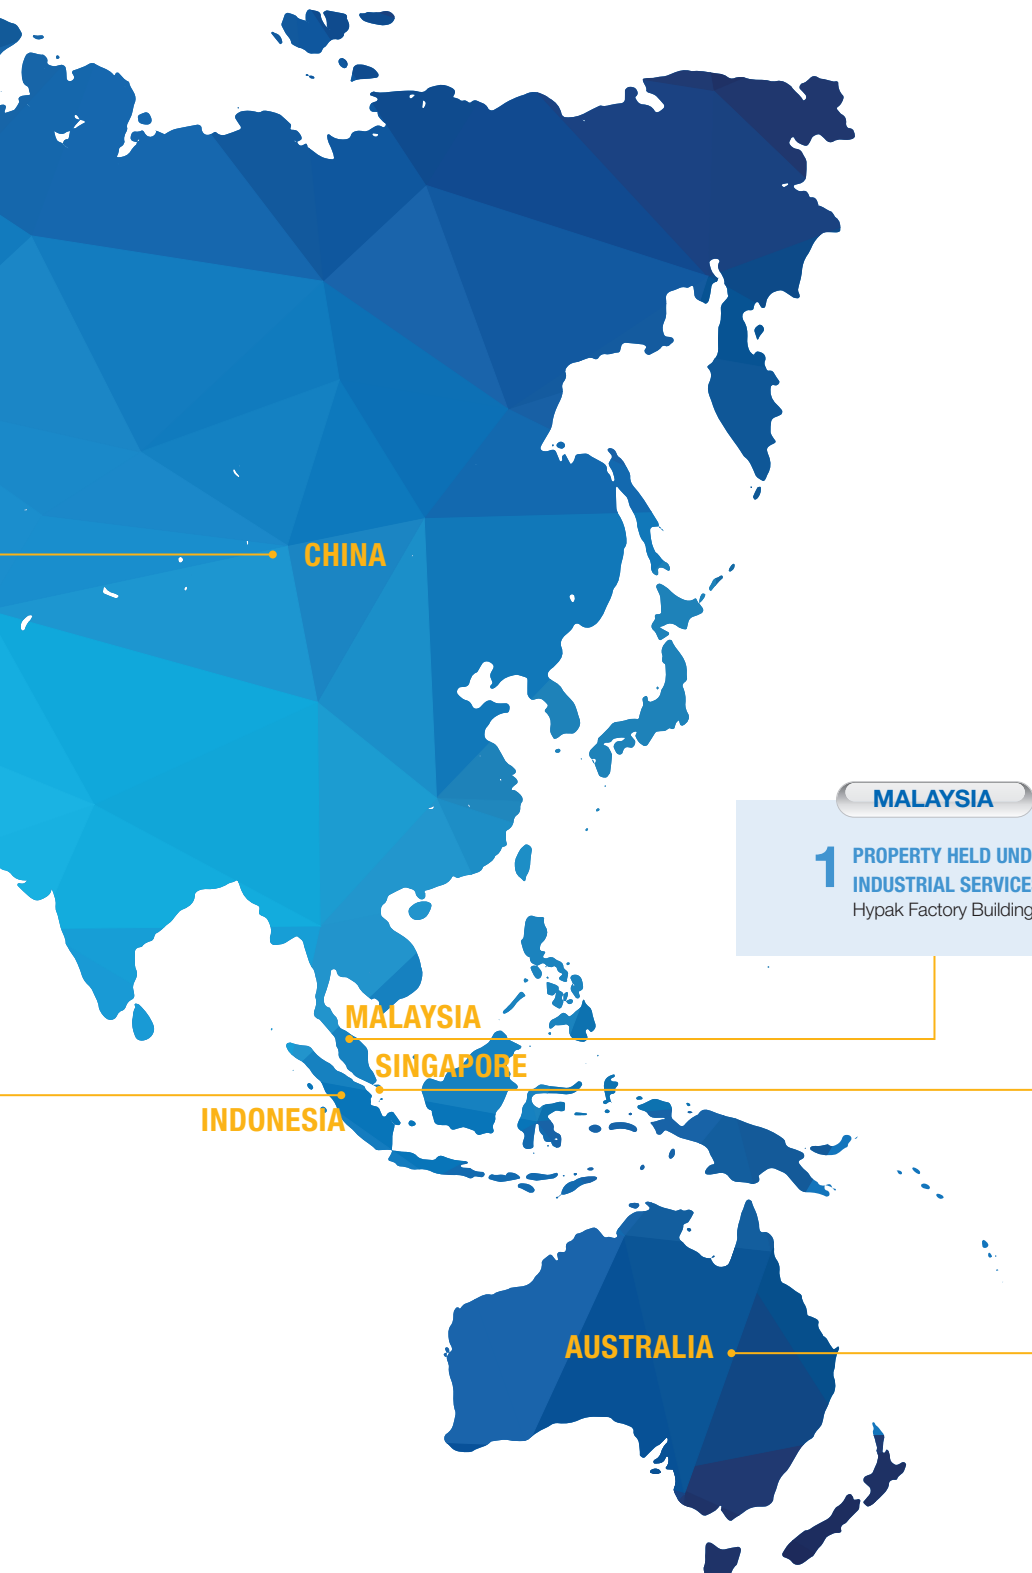 CHINA
MALAYSIA
1 PROPERTY HELD UND
INDUSTRIAL SERVICE
Hypak Factory Building
MALAYSIA
SINGAPORE
INDONESIA
AUSTRALIA